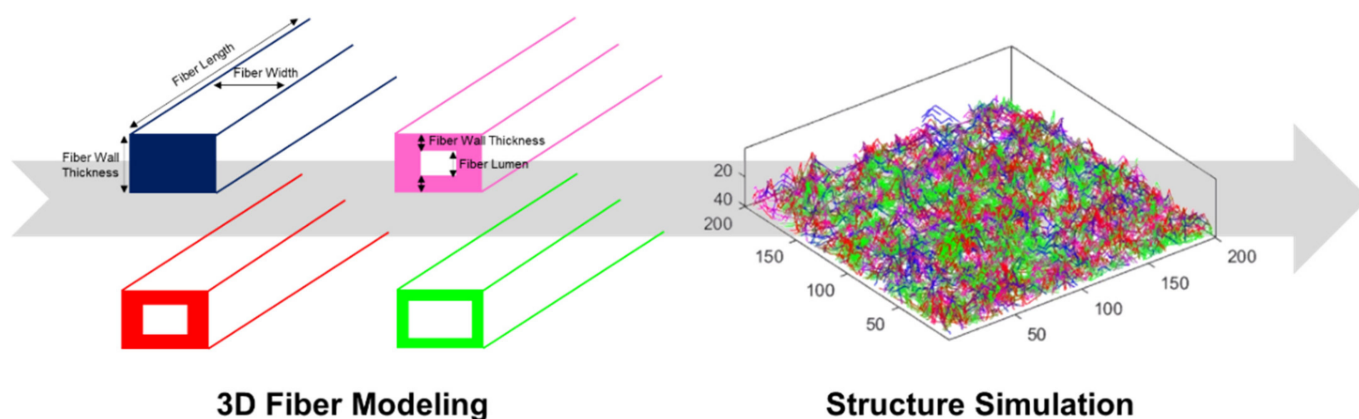 Fiber Length
Fiber Width
Fiber Wall
Thickness
Fiber Wall Thickness
Fiber Lumen
20
40
200
150
100
50
50
100
150
200
3D Fiber Modeling
Structure Simulation